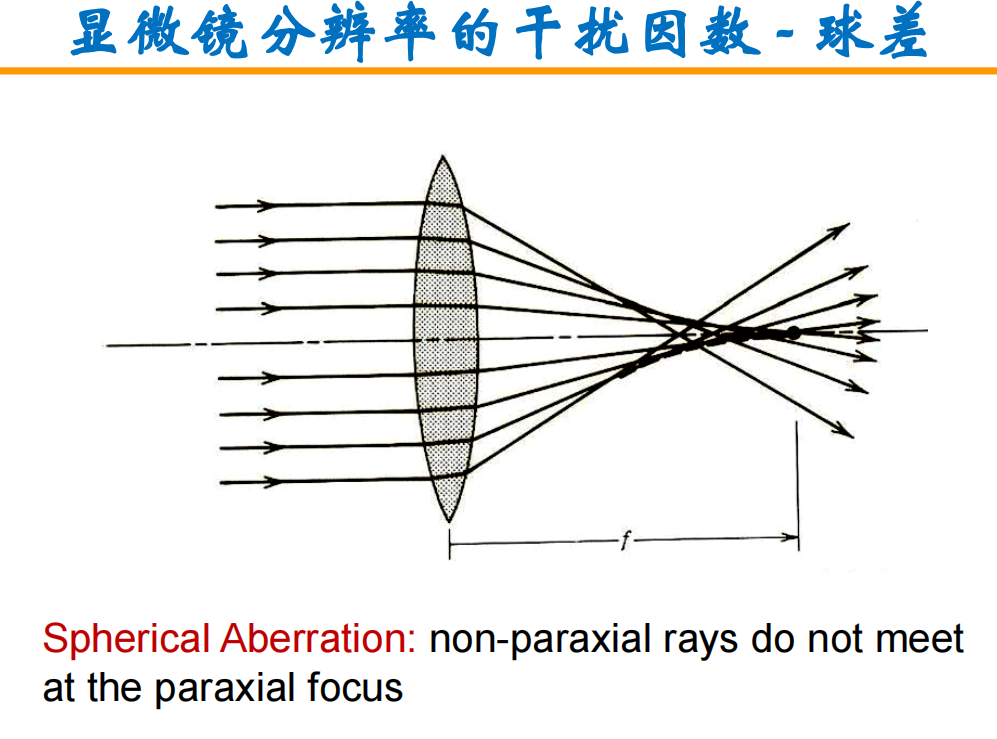 显微镜分辨率的干扰因数 - 球差
f
Spherical Aberration: non-paraxial rays do not meet
at the paraxial focus